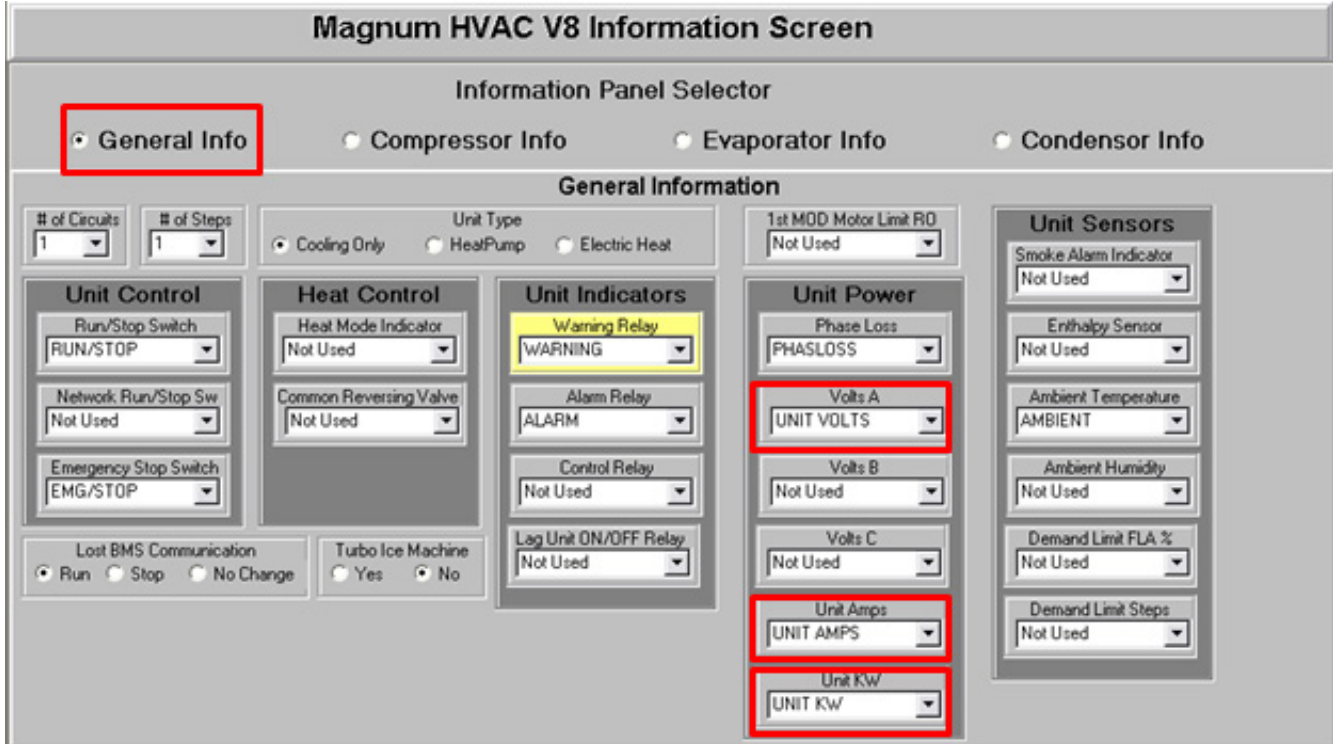 Magnum HVAC V8 Information Screen
Information Panel Selector
General Info Compressor Info Evaporator Info Condensor Info
General Information
# of Circuits
1
# of Steps
1
Unit Type
Cooling Only HeatPump Electric Heat
1st MOD Motor Limit RO
Not Used
Unit Control
Run/Stop Switch
RUN/STOP
Network Run/Stop Sw
Not Used
Emergency Stop Switch
EMG/STOP
Heat Control
Heat Mode Indicator
Not Used
Common Reversing Valve
Not Used
Unit Indicators
Warning Relay
WARNING
Alarm Relay
ALARM
Control Relay
Not Used
Lag Unit ON/OFF Relay
Not Used
Unit Power
Phase Loss
PHASLOSS
Volts A
UNIT VOLTS
Volts B
Not Used
Volts C
Not Used
Unit Amps
UNIT AMPS
Unit KW
UNIT KW
Unit Sensors
Smoke Alarm Indicator
Not Used
Enthalpy Sensor
Not Used
Ambient Temperature
AMBIENT
Ambient Humidity
Not Used
Demand Limit FLA %
Not Used
Demand Limit Steps
Not Used
Lost BMS Communication
Run Stop No Change
Turbo Ice Machine
Yes No